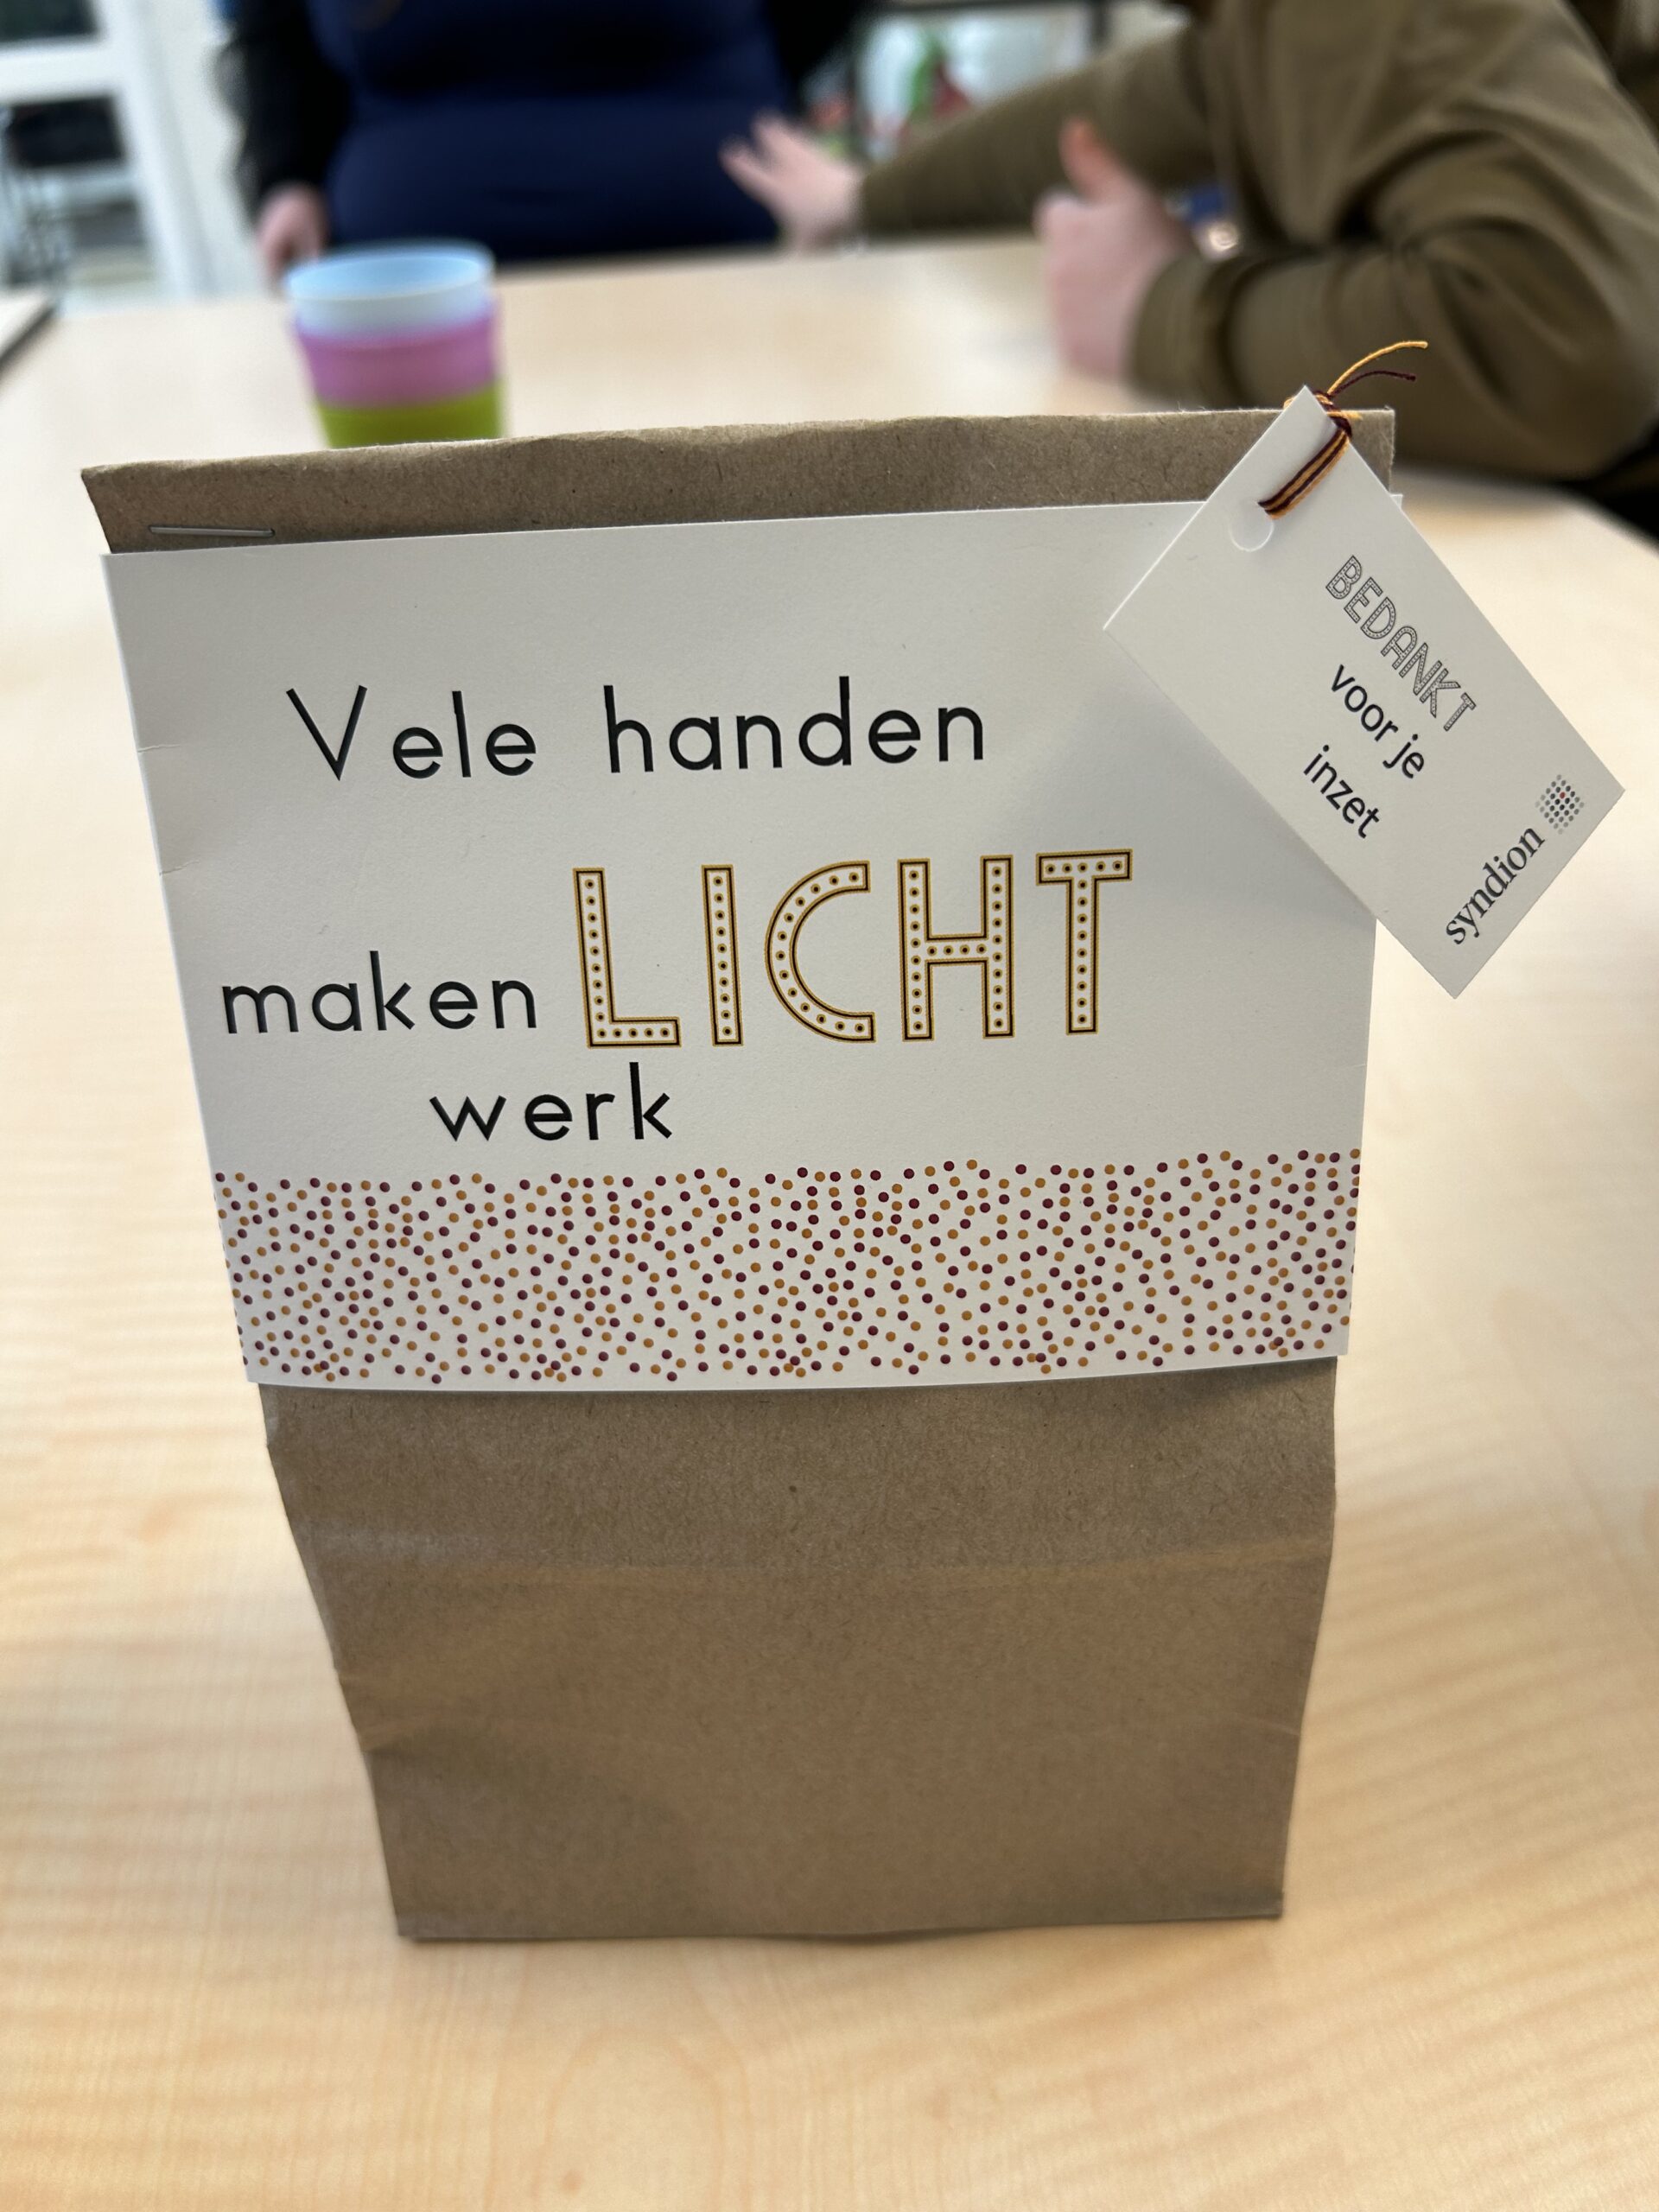 Vele handen
maken LICHT
werk
BEDANKT
voor je
inzet
syndion